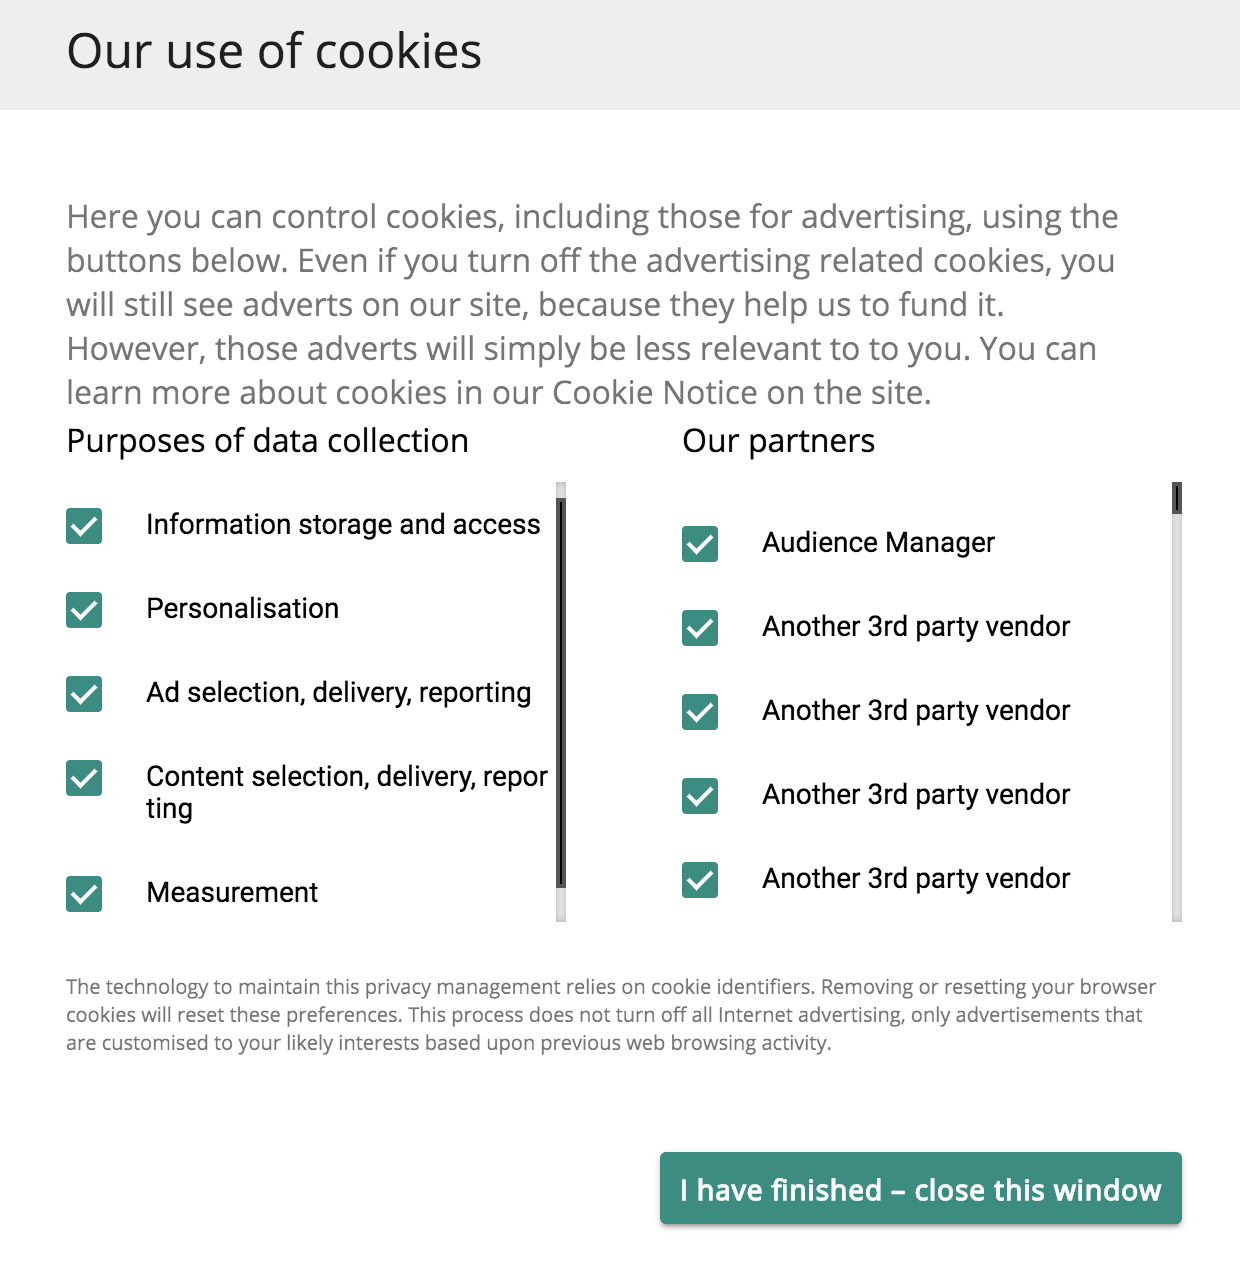 Our use of cookies
Here you can control cookies, including those for advertising, using the
buttons below. Even if you turn off the advertising related cookies, you
will still see adverts on our site, because they help us to fund it.
However, those adverts will simply be less relevant to to you. You can
learn more about cookies in our Cookie Notice on the site.
Purposes of data collection
Information storage and access
Personalisation
Ad selection, delivery, reporting
Content selection, delivery, repor
ting
Measurement
Our partners
Audience Manager
Another 3rd party vendor
Another 3rd party vendor
Another 3rd party vendor
Another 3rd party vendor
The technology to maintain this privacy management relies on cookie identifiers. Removing or resetting your browser
cookies will reset these preferences. This process does not turn off all Internet advertising, only advertisements that
are customised to your likely interests based upon previous web browsing activity.
I have finished – close this window